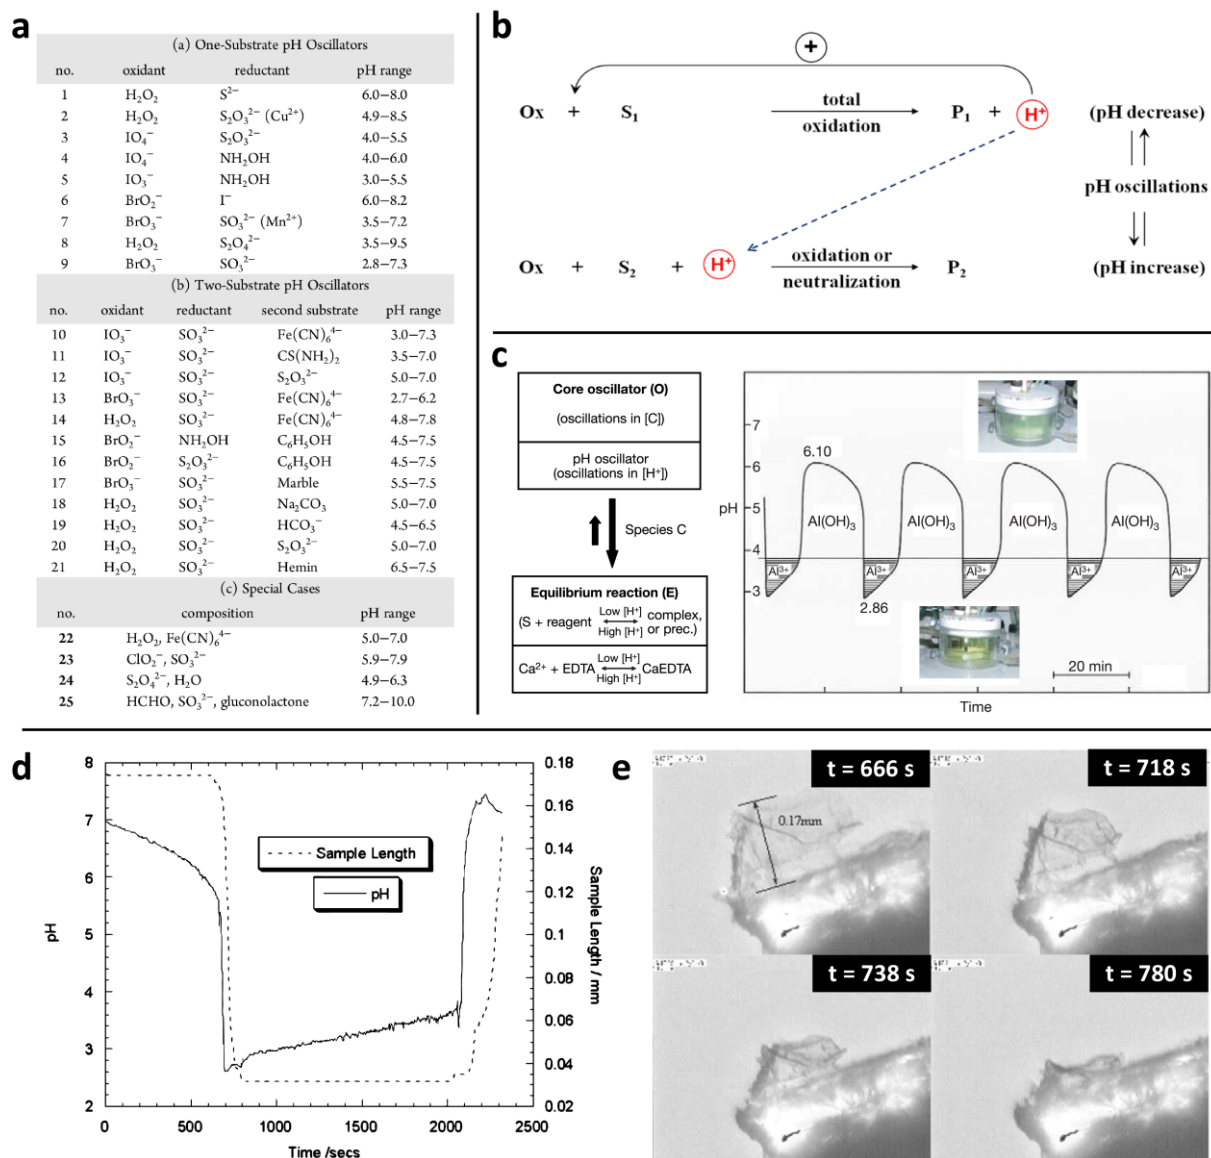 a
(a) One-Substrate pH Oscillators
no. oxidant reductant pH range
1 H₂O₂ S²⁻ 6.0−8.0
2 H₂O₂ S₂O₃²⁻ (Cu²⁺) 4.9−8.5
3 IO₄⁻ S₂O₃²⁻ 4.0−5.5
4 IO₄⁻ NH₂OH 4.0−6.0
5 IO₃⁻ NH₂OH 3.0−5.5
6 BrO₂⁻ I⁻ 6.0−8.2
7 BrO₃⁻ SO₃²⁻ (Mn²⁺) 3.5−7.2
8 H₂O₂ S₂O₄²⁻ 3.5−9.5
9 BrO₃⁻ SO₃²⁻ 2.8−7.3
(b) Two-Substrate pH Oscillators
no. oxidant reductant second substrate pH range
10 IO₃⁻ SO₃²⁻ Fe(CN)₆⁴⁻ 3.0−7.3
11 IO₃⁻ SO₃²⁻ CS(NH₂)₂ 3.5−7.0
12 IO₃⁻ SO₃²⁻ S₂O₃²⁻ 5.0−7.0
13 BrO₃⁻ SO₃²⁻ Fe(CN)₆⁴⁻ 2.7−6.2
14 H₂O₂ SO₃²⁻ Fe(CN)₆⁴⁻ 4.8−7.8
15 BrO₂⁻ NH₂OH C₆H₅OH 4.5−7.5
16 BrO₂⁻ S₂O₃²⁻ C₆H₅OH 4.5−7.5
17 BrO₃⁻ SO₃²⁻ Marble 5.5−7.5
18 H₂O₂ SO₃²⁻ Na₂CO₃ 5.0−7.0
19 H₂O₂ SO₃²⁻ HCO₃⁻ 4.5−6.5
20 H₂O₂ SO₃²⁻ S₂O₃²⁻ 5.0−7.0
21 H₂O₂ SO₃²⁻ Hemin 6.5−7.5
(c) Special Cases
no. composition pH range
22 H₂O₂, Fe(CN)₆⁴⁻ 5.0−7.0
23 ClO₂⁻, SO₃²⁻ 5.9−7.9
24 S₂O₄²⁻, H₂O 4.9−6.3
25 HCHO, SO₃²⁻, gluconolactone 7.2−10.0
b
+
Ox + S₁ total oxidation P₁ + H⁺ (pH decrease)
pH oscillations
Ox + S₂ + H⁺ oxidation or neutralization P₂ (pH increase)
c
Core oscillator (O)
(oscillations in [C])
pH oscillator
(oscillations in [H⁺])
Species C
Equilibrium reaction (E)
(S + reagent Low [H⁺] High [H⁺] complex, or prec.)
Ca²⁺ + EDTA Low [H⁺] High [H⁺] CaEDTA
7
6
5
pH
4
3
6.10
Al(OH)₃ Al(OH)₃ Al(OH)₃ Al(OH)₃
Al³⁺ Al³⁺ Al³⁺ Al³⁺ Al³⁺
2.86
20 min
Time
d
8
7
6
5
4
3
2
pH
Sample Length
pH
0.18
0.16
0.14
0.12
0.1
0.08
0.06
0.04
0.02
Sample Length / mm
0 500 1000 1500 2000 2500
Time /secs
e
t = 666 s
0.17mm
t = 718 s
t = 738 s
t = 780 s